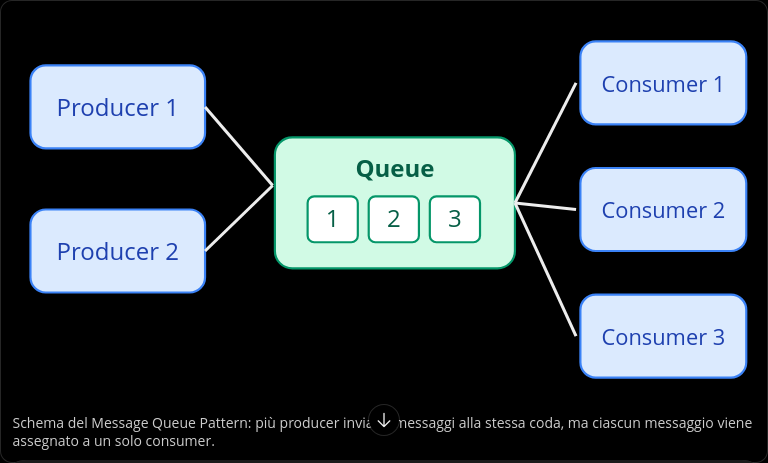 Producer 1
Producer 2
Queue
1 2 3
Consumer 1
Consumer 2
Consumer 3
Schema del Message Queue Pattern: più producer messaggi alla stessa coda, ma ciascun messaggio viene
assegnato a un solo consumer.